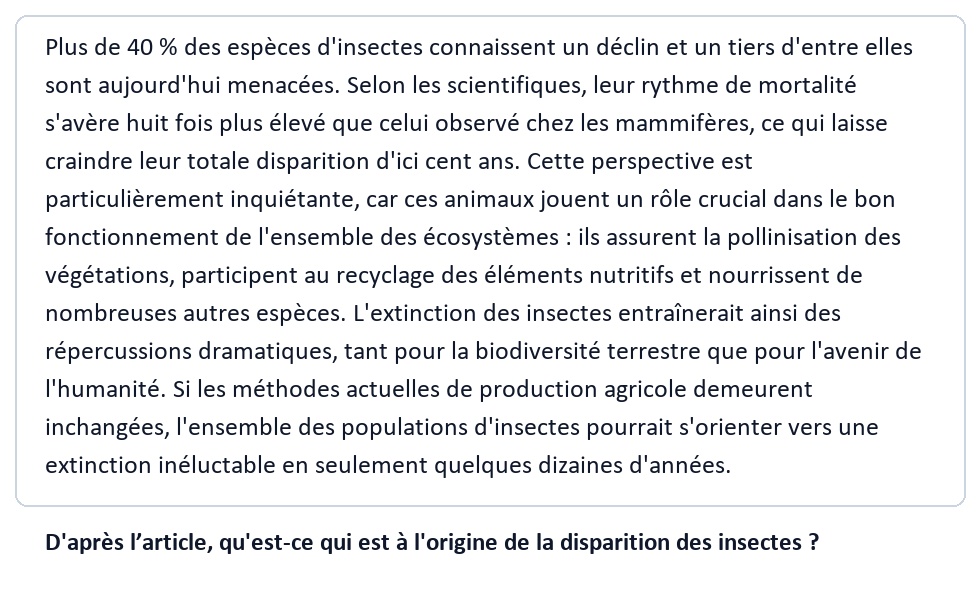 Plus de 40 % des espèces d'insectes connaissent un déclin et un tiers d'entre elles
sont aujourd'hui menacées. Selon les scientifiques, leur rythme de mortalité
s'avère huit fois plus élevé que celui observé chez les mammifères, ce qui laisse
craindre leur totale disparition d'ici cent ans. Cette perspective est
particulièrement inquiétante, car ces animaux jouent un rôle crucial dans le bon
fonctionnement de l'ensemble des écosystèmes : ils assurent la pollinisation des
végétations, participent au recyclage des éléments nutritifs et nourrissent de
nombreuses autres espèces. L'extinction des insectes entraînerait ainsi des
répercussions dramatiques, tant pour la biodiversité terrestre que pour l'avenir de
l'humanité. Si les méthodes actuelles de production agricole demeurent
inchangées, l'ensemble des populations d'insectes pourrait s'orienter vers une
extinction inéluctable en seulement quelques dizaines d'années.
D'après l’article, qu'est-ce qui est à l'origine de la disparition des insectes ?